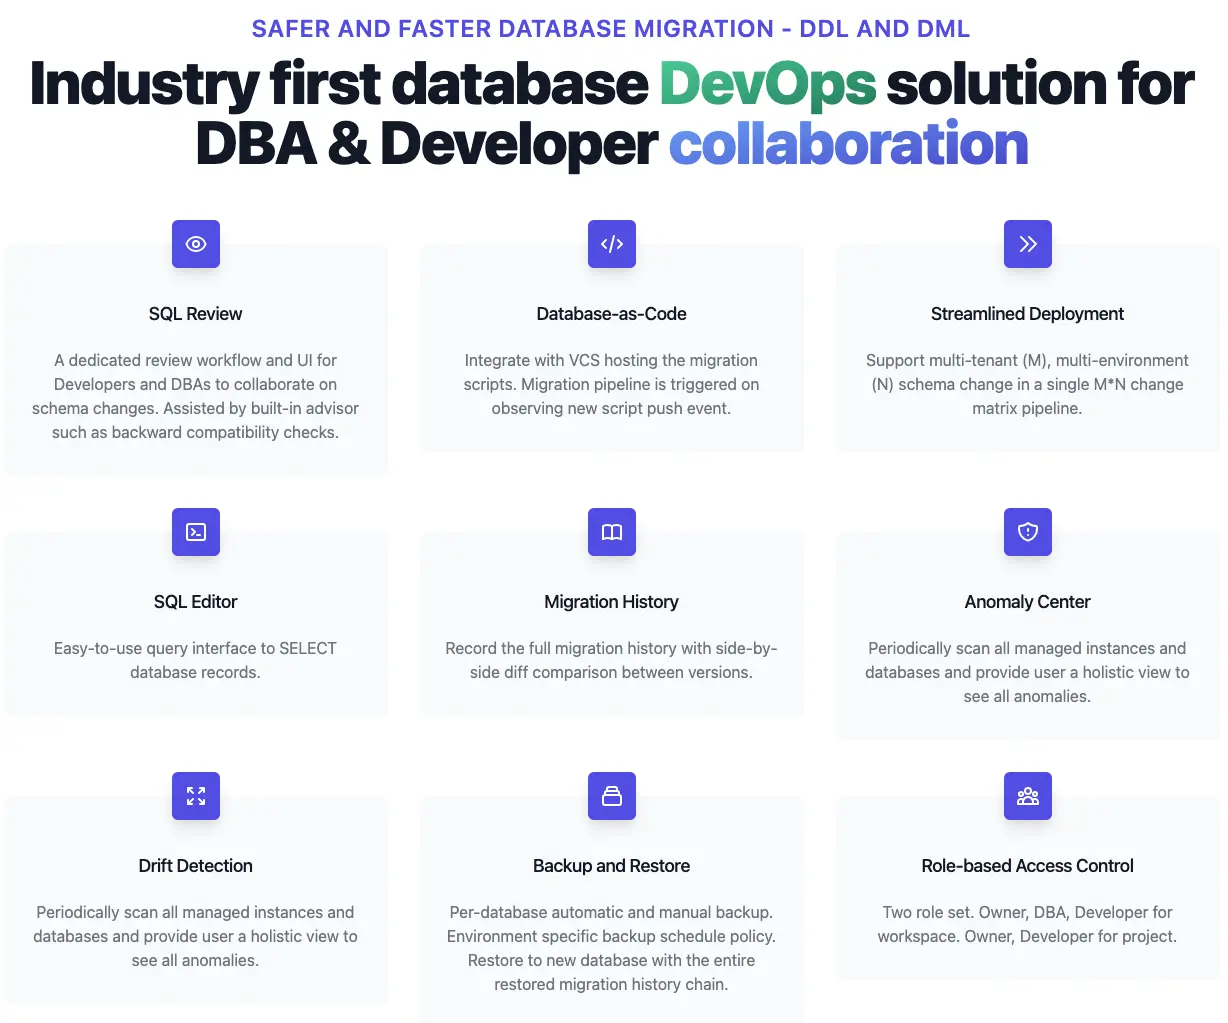 SAFER AND FASTER DATABASE MIGRATION - DDL AND DML
Industry first database DevOps solution for
DBA & Developer collaboration
SQL Review
A dedicated review workflow and UI for
Developers and DBAs to collaborate on
schema changes. Assisted by built-in advisor
such as backward compatibility checks.
Database-as-Code
Integrate with VCS hosting the migration
scripts. Migration pipeline is triggered on
observing new script push event.
Streamlined Deployment
Support multi-tenant (M), multi-environment
(N) schema change in a single M*N change
matrix pipeline.
SQL Editor
Easy-to-use query interface to SELECT
database records.
Migration History
Record the full migration history with side-by-
side diff comparison between versions.
Anomaly Center
Periodically scan all managed instances and
databases and provide user a holistic view to
see all anomalies.
Drift Detection
Periodically scan all managed instances and
databases and provide user a holistic view to
see all anomalies.
Backup and Restore
Per-database automatic and manual backup.
Environment specific backup schedule policy.
Restore to new database with the entire
restored migration history chain.
Role-based Access Control
Two role set. Owner, DBA, Developer for
workspace. Owner, Developer for project.